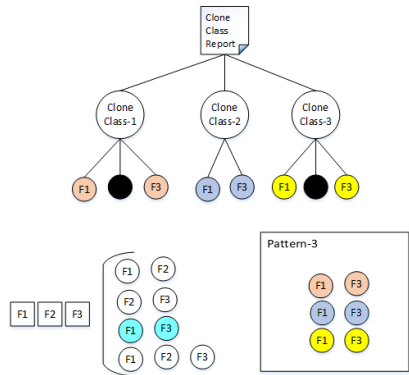 Clone
Class
Report
Clone
Class-1
Clone
Class-2
Clone
Class-3
F1 F3 F1 F3 F1 F3
Pattern-3
F1 F2 F3
F1 F2
F2 F3
F1 F3
F1 F2 F3
F1 F3
F1 F3
F1 F3